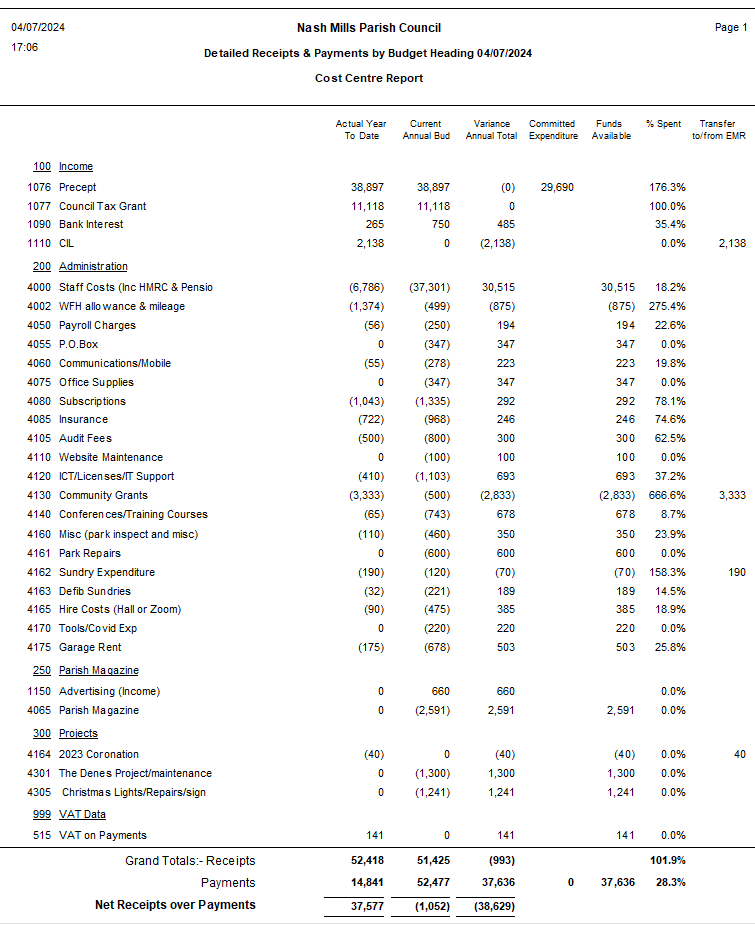 04/07/2024 Nash Mills Parish Council Page 1
17:06 Detailed Receipts & Payments by Budget Heading 04/07/2024
Cost Centre Report
Actual Year To Date Current Annual Bud Variance Annual Total Committed Expenditure Funds Available % Spent Transfer to/from EMR
100 Income
1076 Precept 38,897 38,897 (0) 29,690 176.3%
1077 Council Tax Grant 11,118 11,118 0 100.0%
1090 Bank Interest 265 750 485 35.4%
1110 CIL 2,138 0 (2,138) 0.0% 2,138
200 Administration
4000 Staff Costs (Inc HMRC & Pensio (6,786) (37,301) 30,515 30,515 18.2%
4002 WFH allowance & mileage (1,374) (499) (875) (875) 275.4%
4050 Payroll Charges (56) (250) 194 194 22.6%
4055 P.O.Box 0 (347) 347 347 0.0%
4060 Communications/Mobile (55) (278) 223 223 19.8%
4075 Office Supplies 0 (347) 347 347 0.0%
4080 Subscriptions (1,043) (1,335) 292 292 78.1%
4085 Insurance (722) (968) 246 246 74.6%
4105 Audit Fees (500) (800) 300 300 62.5%
4110 Website Maintenance 0 (100) 100 100 0.0%
4120 ICT/Licenses/IT Support (410) (1,103) 693 693 37.2%
4130 Community Grants (3,333) (500) (2,833) (2,833) 666.6% 3,333
4140 Conferences/Training Courses (65) (743) 678 678 8.7%
4160 Misc (park inspect and misc) (110) (460) 350 350 23.9%
4161 Park Repairs 0 (600) 600 600 0.0%
4162 Sundry Expenditure (190) (120) (70) (70) 158.3% 190
4163 Defib Sundries (32) (221) 189 189 14.5%
4165 Hire Costs (Hall or Zoom) (90) (475) 385 385 18.9%
4170 Tools/Covid Exp 0 (220) 220 220 0.0%
4175 Garage Rent (175) (678) 503 503 25.8%
250 Parish Magazine
1150 Advertising (Income) 0 660 660 0.0%
4065 Parish Magazine 0 (2,591) 2,591 2,591 0.0%
300 Projects
4164 2023 Coronation (40) 0 (40) (40) 0.0% 40
4301 The Denes Project/maintenance 0 (1,300) 1,300 1,300 0.0%
4305 Christmas Lights/Repairs/sign 0 (1,241) 1,241 1,241 0.0%
999 VAT Data
515 VAT on Payments 141 0 141 141 0.0%
Grand Totals:- Receipts 52,418 51,425 (993) 101.9%
Payments 14,841 52,477 37,636 0 37,636 28.3%
Net Receipts over Payments 37,577 (1,052) (38,629)